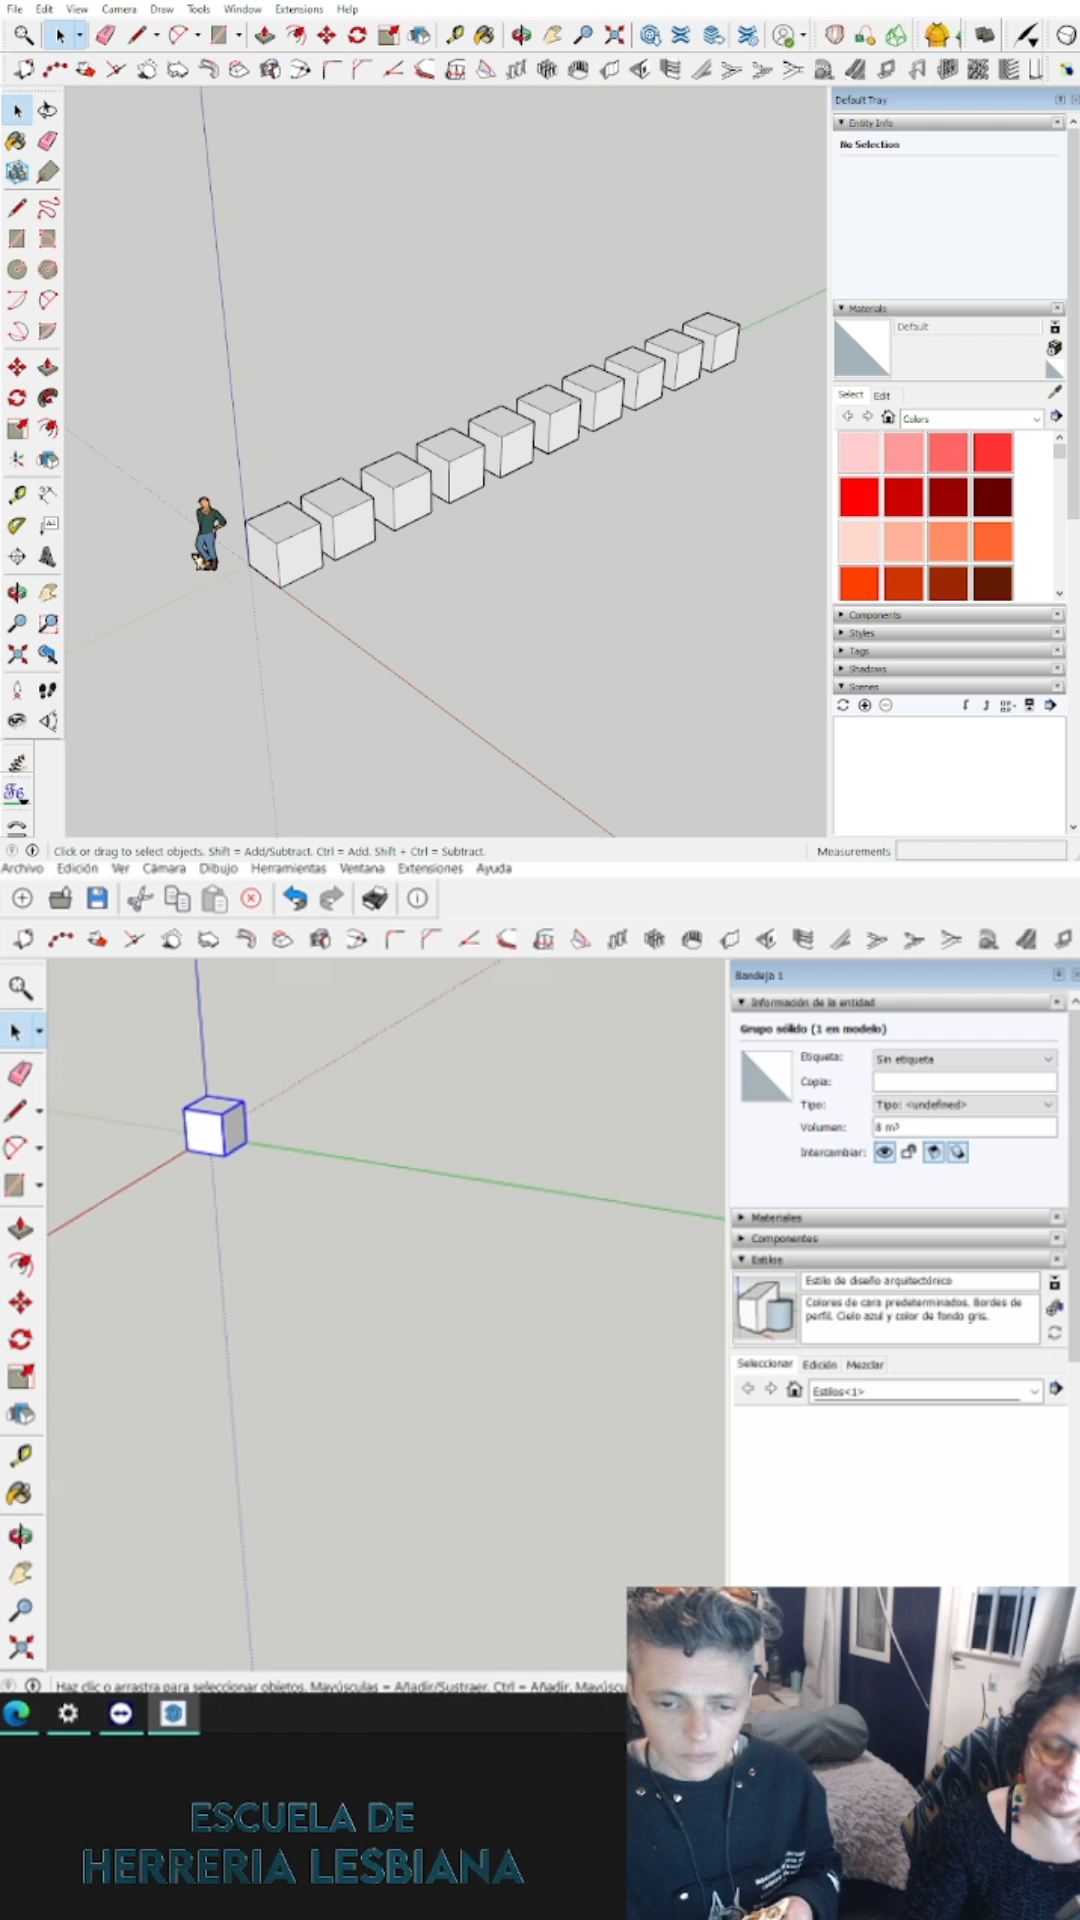 File Edit View Camera Draw Tools Window Extensions Help
Default Tray
Entity Info
No Selection
Materials
Default
Select Edit
Colors
Components
Styles
Tags
Shadows
Scenes
Click or drag to select objects. Shift = Add/Subtract. Ctrl = Add. Shift + Ctrl = Subtract.
Measurements
Archivo Edición Ver Cámara Dibujo Herramientas Ventana Extensiones Ayuda
Bandeja 1
Información de la entidad
Grupo sólido (1 en modelo)
Etiqueta: Sin etiqueta
Copia:
Tipo: Tipo: <undefined>
Volumen: 8 m³
Intercambiar:
Materiales
Componentes
Estilos
Estilo de diseño arquitectónico
Colores de cara predeterminados. Bordes de
perfil. Cielo azul y color de fondo gris.
Seleccionar Edición Mezclar
Estilos<1>
Haz clic o arrastra para seleccionar objetos. Mayúsculas = Añadir/Sustraer. Ctrl = Añadir. Mayúscu
ESCUELA DE
HERRERIA LESBIANA